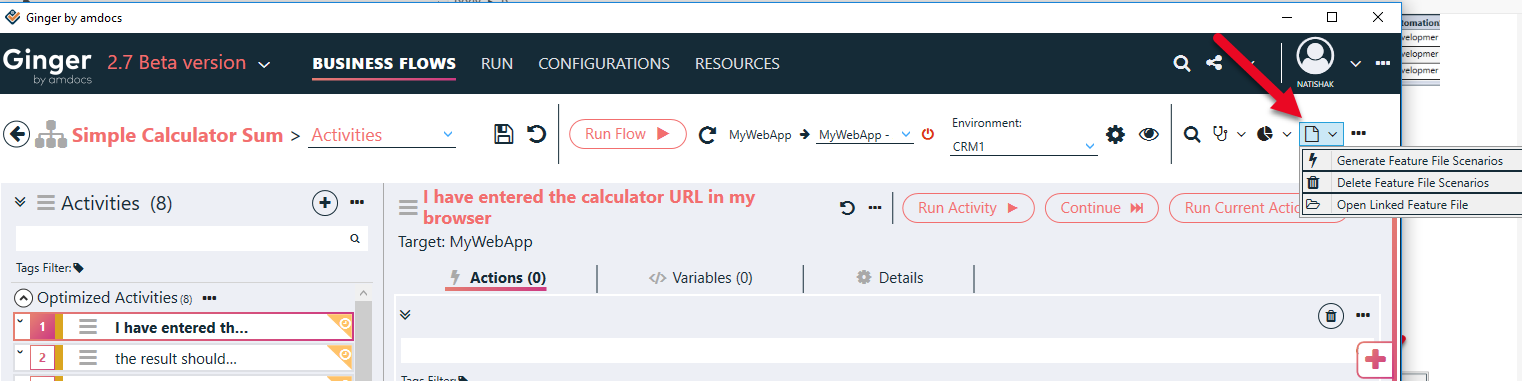 Ginger by amdocs
Ginger
by amdocs
2.7 Beta version
BUSINESS FLOWS
RUN
CONFIGURATIONS
RESOURCES
NATISHAK
Simple Calculator Sum > Activities
Run Flow
MyWebApp
MyWebApp -
Environment:
CRM1
Generate Feature File Scenarios
Delete Feature File Scenarios
Open Linked Feature File
Activities (8)
Tags Filter:
Optimized Activities (8)
1 I have entered th...
2 the result should...
I have entered the calculator URL in my
browser
Run Activity
Continue
Run Current Actio
Target: MyWebApp
Actions (0)
Variables (0)
Details
Tags Filter:
utomation
velopmer
velopmer
velopmer